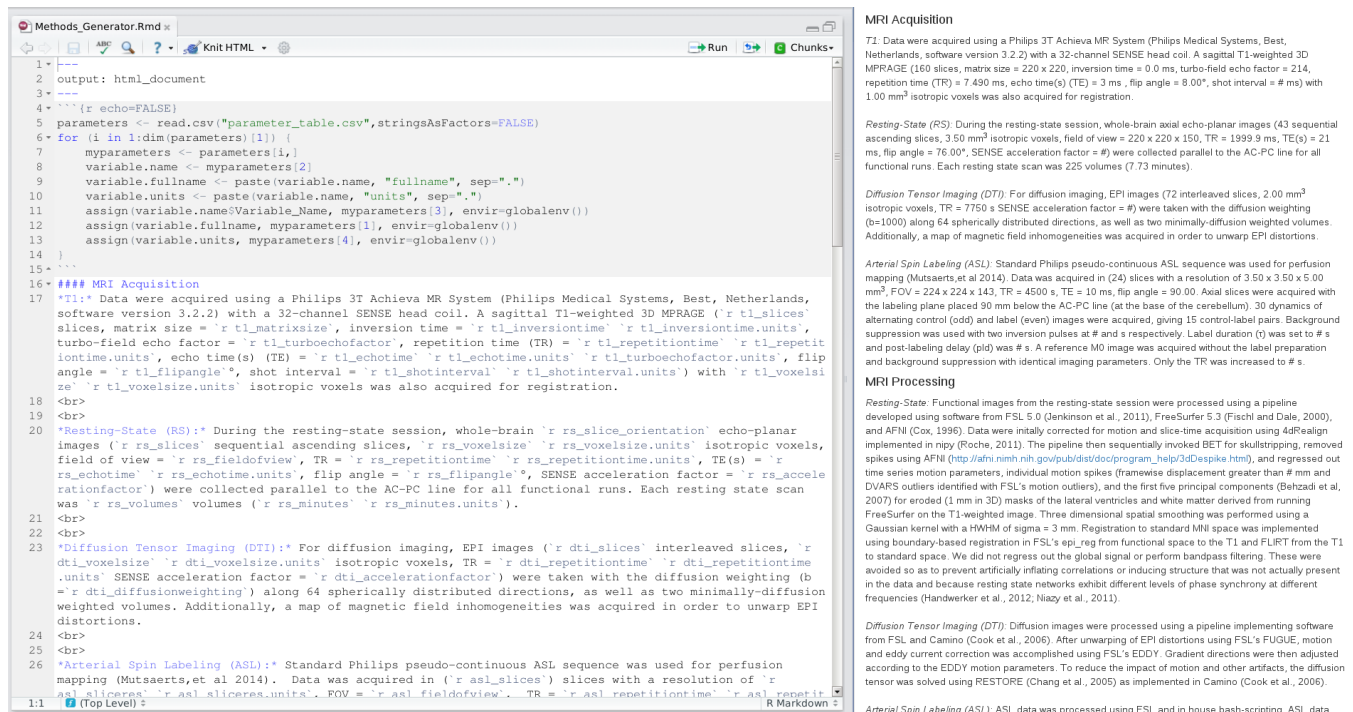 Methods_Generator.Rmd
ABC
?
Knit HTML
Run
Chunks
1 ---
2 output: html_document
3 ---
4 ```{r echo=FALSE}
5 parameters <- read.csv("parameter_table.csv",stringsAsFactors=FALSE)
6 for (i in 1:dim(parameters)[1]) {
7 myparameters <- parameters[i,]
8 variable.name <- myparameters[2]
9 variable.fullname <- paste(variable.name, "fullname", sep=".")
10 variable.units <- paste(variable.name, "units", sep=".")
11 assign(variable.name$Variable_Name, myparameters[3], envir=globalenv())
12 assign(variable.fullname, myparameters[1], envir=globalenv())
13 assign(variable.units, myparameters[4], envir=globalenv())
14 }
15 ```
16 #### MRI Acquisition
17 *T1:* Data were acquired using a Philips 3T Achieva MR System (Philips Medical Systems, Best, Netherlands,
software version 3.2.2) with a 32-channel SENSE head coil. A sagittal T1-weighted 3D MPRAGE (`r t1_slices`
slices, matrix size = `r t1_matrixsize`, inversion time = `r t1_inversiontime` `r t1_inversiontime.units`,
turbo-field echo factor = `r t1_turboechofactor`, repetition time (TR) = `r t1_repetitiontime` `r t1_repetit
iontime.units`, echo time(s) (TE) = `r t1_echotime` `r t1_echotime.units` `r t1_turboechofactor.units`, flip
angle = `r t1_flipangle`°, shot interval = `r t1_shotinterval` `r t1_shotinterval.units`) with `r t1_voxelsi
ze` `r t1_voxelsize.units` isotropic voxels was also acquired for registration.
18 <br>
19 <br>
20 *Resting-State (RS):* During the resting-state session, whole-brain `r rs_slice_orientation` echo-planar
images (`r rs_slices` sequential ascending slices, `r rs_voxelsize` `r rs_voxelsize.units` isotropic voxels,
field of view = `r rs_fieldofview`, TR = `r rs_repetitiontime` `r rs_repetitiontime.units`, TE(s) = `r
rs_echotime` `r rs_echotime.units`, flip angle = `r rs_flipangle`°, SENSE acceleration factor = `r rs_accele
rationfactor`) were collected parallel to the AC-PC line for all functional runs. Each resting state scan
was `r rs_volumes` volumes (`r rs_minutes` `r rs_minutes.units`).
21 <br>
22 <br>
23 *Diffusion Tensor Imaging (DTI):* For diffusion imaging, EPI images (`r dti_slices` interleaved slices, `r
dti_voxelsize` `r dti_voxelsize.units` isotropic voxels, TR = `r dti_repetitiontime` `r dti_repetitiontime
.units` SENSE acceleration factor = `r dti_accelerationfactor`) were taken with the diffusion weighting (b
=`r dti_diffusionweighting`) along 64 spherically distributed directions, as well as two minimally-diffusion
weighted volumes. Additionally, a map of magnetic field inhomogeneities was acquired in order to unwarp EPI
distortions.
24 <br>
25 <br>
26 *Arterial Spin Labeling (ASL):* Standard Philips pseudo-continuous ASL sequence was used for perfusion
mapping (Mutsaerts,et al 2014). Data was acquired in (`r asl_slices`) slices with a resolution of `r
asl_sliceres` `r asl_sliceres.units`, FOV = `r asl_fieldofview`, TR = `r asl_repetitiontime` `r asl_repetit
1:1 (Top Level) R Markdown
MRI Acquisition
T1: Data were acquired using a Philips 3T Achieva MR System (Philips Medical Systems, Best,
Netherlands, software version 3.2.2) with a 32-channel SENSE head coil. A sagittal T1-weighted 3D
MPRAGE (160 slices, matrix size = 220 x 220, inversion time = 0.0 ms, turbo-field echo factor = 214,
repetition time (TR) = 7.490 ms, echo time(s) (TE) = 3 ms , flip angle = 8.00°, shot interval = # ms) with
1.00 mm³ isotropic voxels was also acquired for registration.
Resting-State (RS): During the resting-state session, whole-brain axial echo-planar images (43 sequential
ascending slices, 3.50 mm³ isotropic voxels, field of view = 220 x 220 x 150, TR = 1999.9 ms, TE(s) = 21
ms, flip angle = 76.00°, SENSE acceleration factor = #) were collected parallel to the AC-PC line for all
functional runs. Each resting state scan was 225 volumes (7.73 minutes).
Diffusion Tensor Imaging (DTI): For diffusion imaging, EPI images (72 interleaved slices, 2.00 mm³
isotropic voxels, TR = 7750 s SENSE acceleration factor = #) were taken with the diffusion weighting
(b=1000) along 64 spherically distributed directions, as well as two minimally-diffusion weighted volumes.
Additionally, a map of magnetic field inhomogeneities was acquired in order to unwarp EPI distortions.
Arterial Spin Labeling (ASL): Standard Philips pseudo-continuous ASL sequence was used for perfusion
mapping (Mutsaerts,et al 2014). Data was acquired in (24) slices with a resolution of 3.50 x 3.50 x 5.00
mm³, FOV = 224 x 224 x 143, TR = 4500 s, TE = 10 ms, flip angle = 90.00. Axial slices were acquired with
the labeling plane placed 90 mm below the AC-PC line (at the base of the cerebellum). 30 dynamics of
alternating control (odd) and label (even) images were acquired, giving 15 control-label pairs. Background
suppression was used with two inversion pulses at # and s respectively. Label duration (τ) was set to # s
and post-labeling delay (pld) was # s. A reference M0 image was acquired without the label preparation
and background suppression with identical imaging parameters. Only the TR was increased to # s.
MRI Processing
Resting-State: Functional images from the resting-state session were processed using a pipeline
developed using software from FSL 5.0 (Jenkinson et al., 2011), FreeSurfer 5.3 (Fischl and Dale, 2000),
and AFNI (Cox, 1996). Data were initally corrected for motion and slice-time acquisition using 4dRealign
implemented in nipy (Roche, 2011). The pipeline then sequentially invoked BET for skullstripping, removed
spikes using AFNI (http://afni.nimh.nih.gov/pub/dist/doc/program_help/3dDespike.html), and regressed out
time series motion parameters, individual motion spikes (framewise displacement greater than # mm and
DVARS outliers identified with FSL's motion outliers), and the first five principal components (Behzadi et al,
2007) for eroded (1 mm in 3D) masks of the lateral ventricles and white matter derived from running
FreeSurfer on the T1-weighted image. Three dimensional spatial smoothing was performed using a
Gaussian kernel with a HWHM of sigma = 3 mm. Registration to standard MNI space was implemented
using boundary-based registration in FSL's epi_reg from functional space to the T1 and FLIRT from the T1
to standard space. We did not regress out the global signal or perform bandpass filtering. These were
avoided so as to prevent artificially inflating correlations or inducing structure that was not actually present
in the data and because resting state networks exhibit different levels of phase synchrony at different
frequencies (Handwerker et al., 2012; Niazy et al., 2011).
Diffusion Tensor Imaging (DTI): Diffusion images were processed using a pipeline implementing software
from FSL and Camino (Cook et al., 2006). After unwarping of EPI distortions using FSL's FUGUE, motion
and eddy current correction was accomplished using FSL's EDDY. Gradient directions were then adjusted
according to the EDDY motion parameters. To reduce the impact of motion and other artifacts, the diffusion
tensor was solved using RESTORE (Chang et al., 2005) as implemented in Camino (Cook et al., 2006).
Arterial Spin Labeling (ASL): ASL data was processed using FSL and in house bash-scripting. ASL data